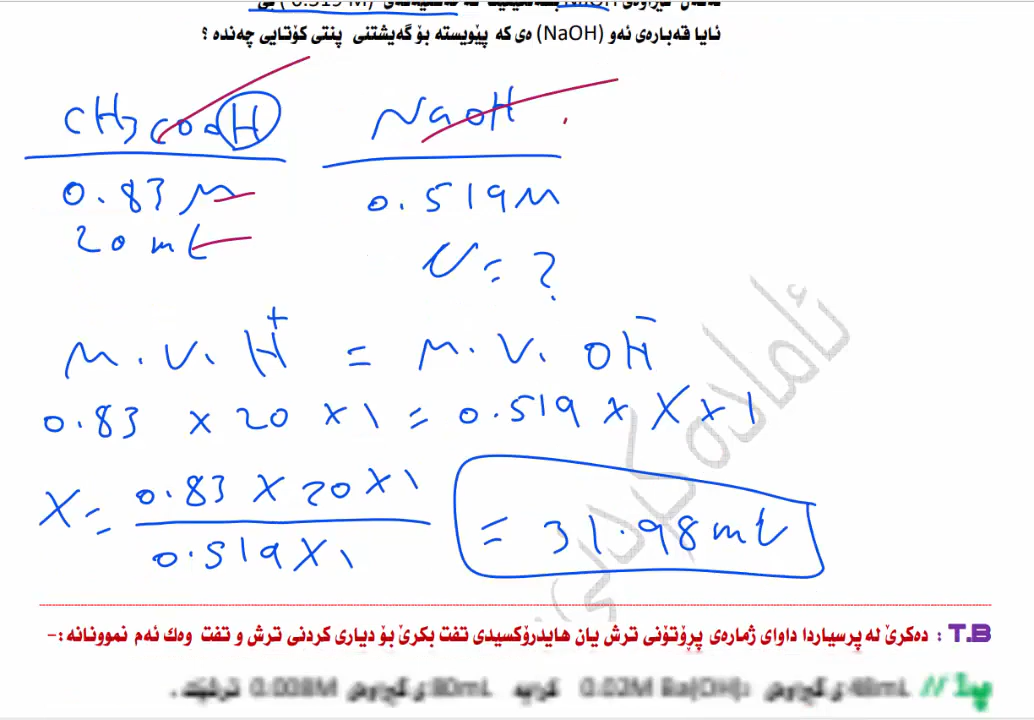 ئایا قەبارەی ئەو (NaOH) ەی کە پێویستە بۆ گەیشتنی پنتی کۆتایی چەندە ؟
CH3COOH NaOH
0.83 M 0.519 M
20 mL V = ?
M. V. H+ = M. V. OH-
0.83 x 20 x 1 = 0.519 x X x 1
X = 0.83 x 20 x 1 / 0.519 x 1 = 31.98 mL
T.B : دەکرێ لە پرسیاردا داوای ژمارەی پرۆتۆنی ترش یان هایدرۆکسیدی تفت بکرێ بۆ دیاری کردنی ترش و تفت وەك ئەم نموونانە :-